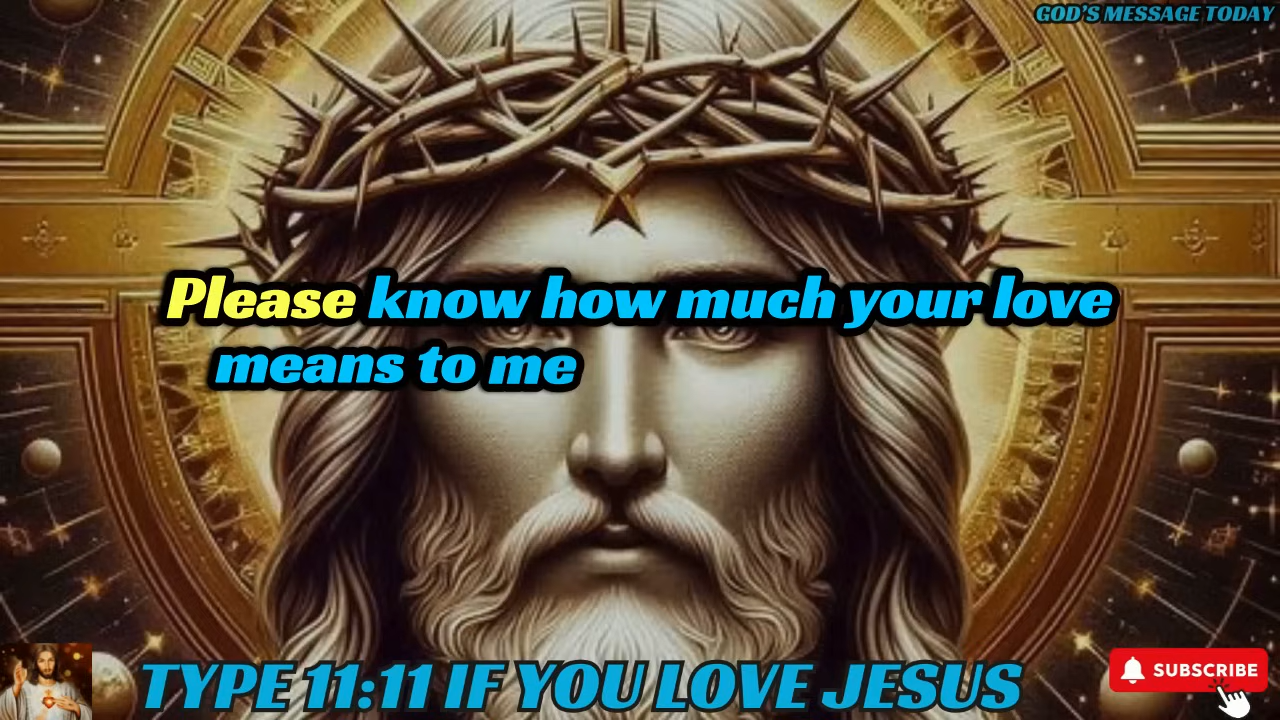 GOD'S MESSAGE TODAY
Please know how much your love
means to me
TYPE 11:11 IF YOU LOVE JESUS
SUBSCRIBE